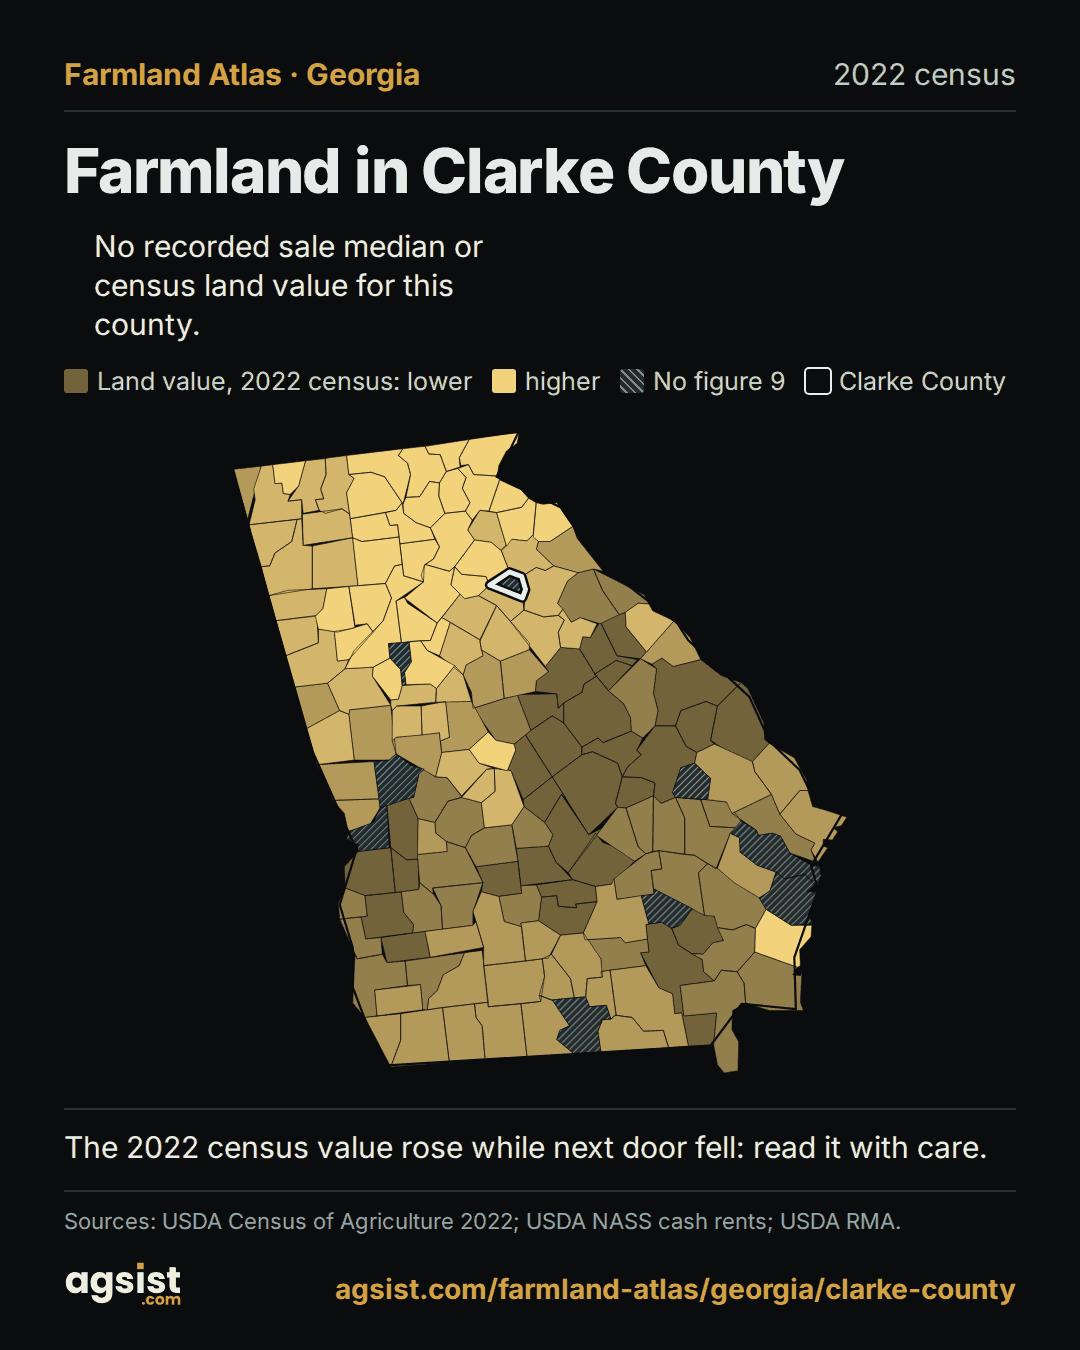 Farmland Atlas · Georgia
2022 census
Farmland in Clarke County
No recorded sale median or
census land value for this
county.
Land value, 2022 census: lower
higher
No figure 9
Clarke County
The 2022 census value rose while next door fell: read it with care.
Sources: USDA Census of Agriculture 2022; USDA NASS cash rents; USDA RMA.
agsist
.com
agsist.com/farmland-atlas/georgia/clarke-county